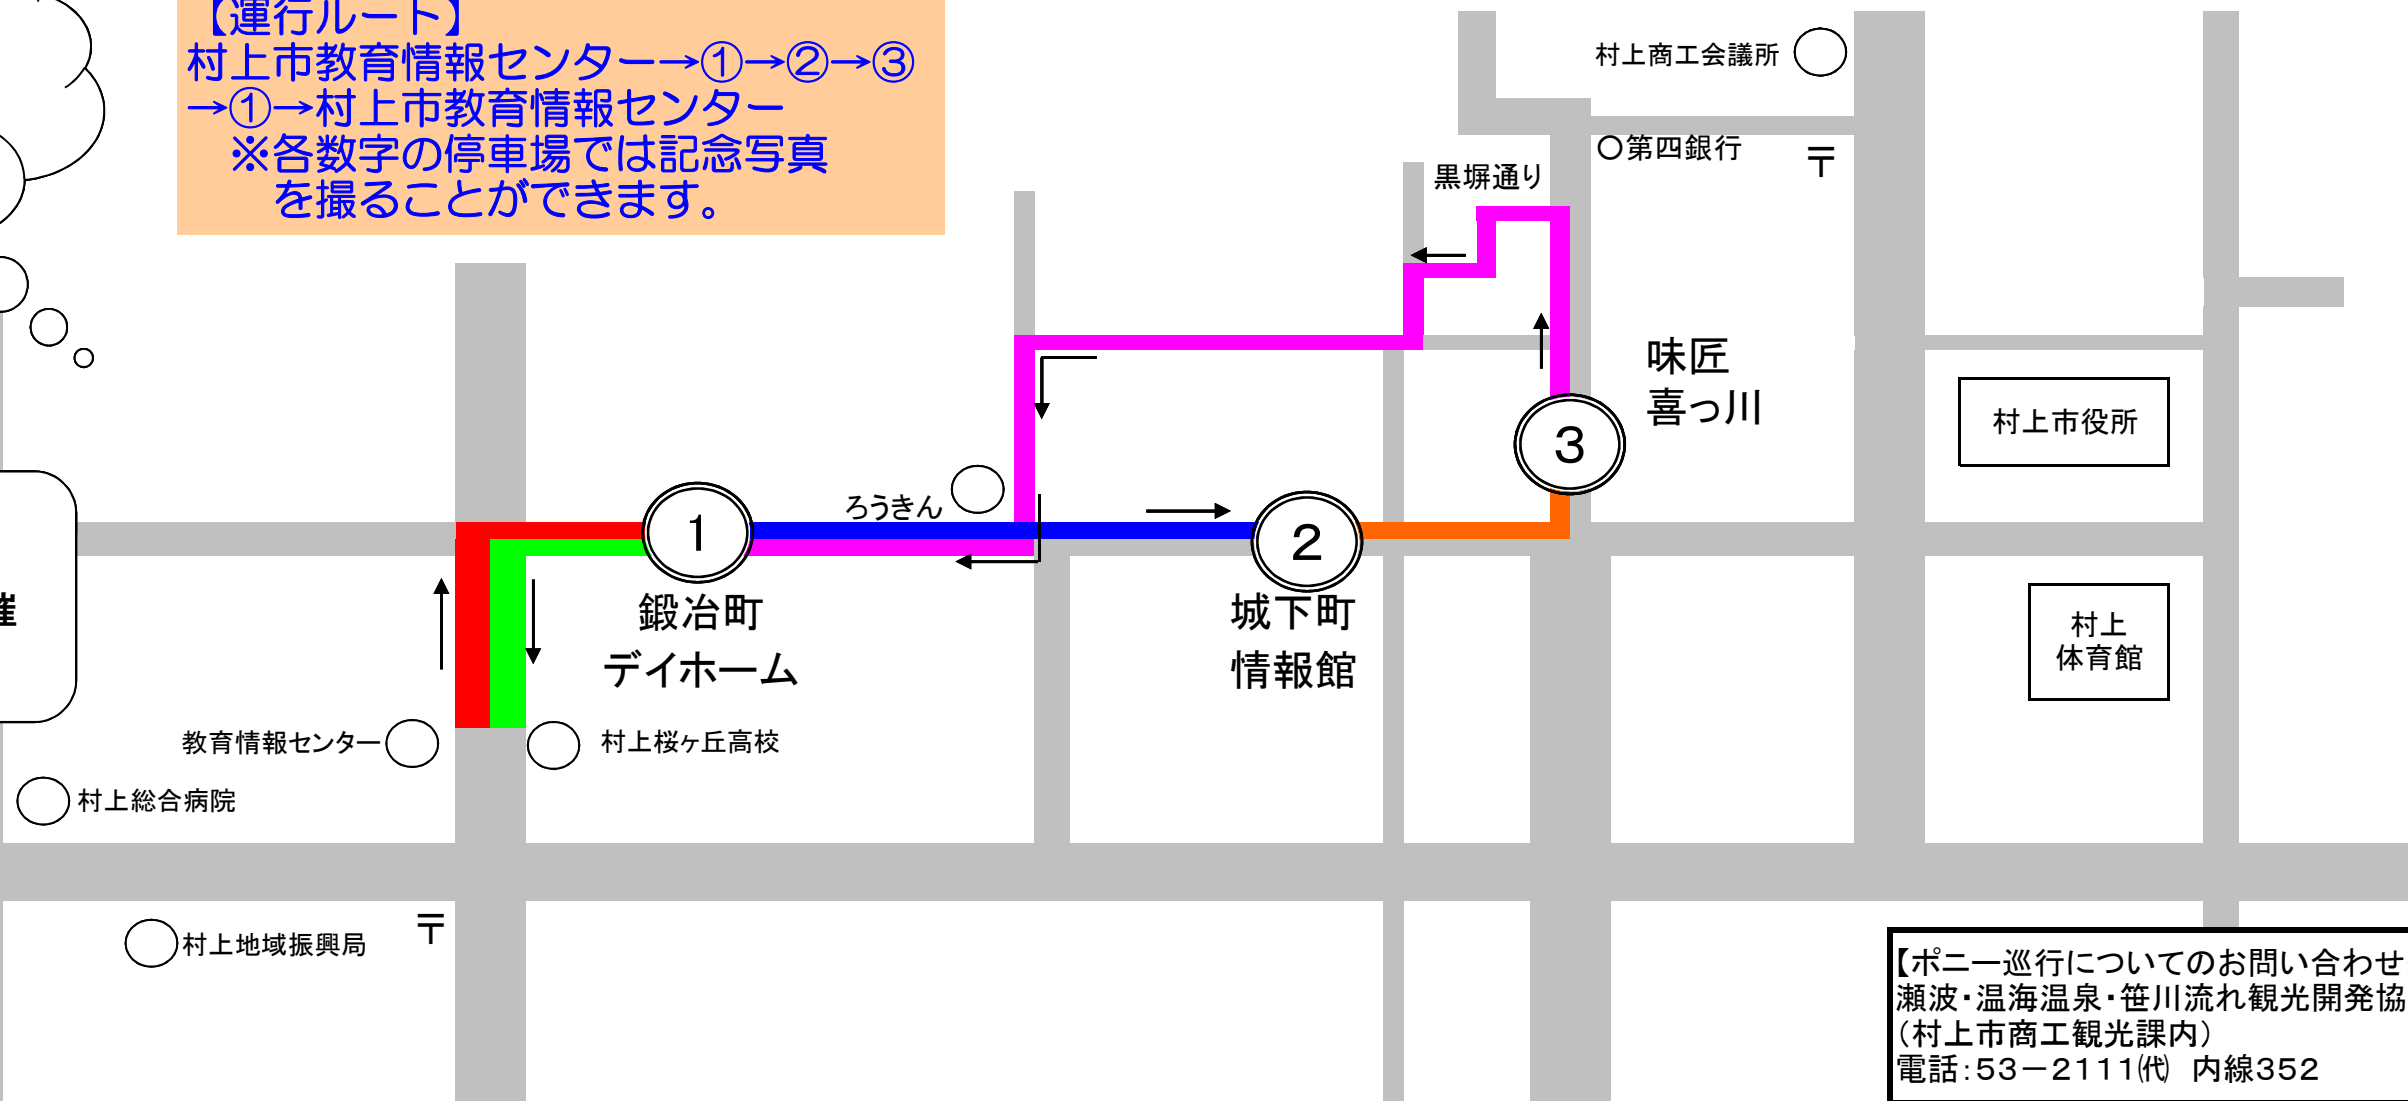 【運行ルート】
村上市教育情報センター→①→②→③
→①→村上市教育情報センター
※各数字の停車場では記念写真
を撮ることができます。
村上商工会議所
〇第四銀行
〒
黒塀通り
味匠
喜っ川
村上市役所
3
ろうきん
1
2
鍛冶町
デイホーム
城下町
情報館
村上
体育館
催
教育情報センター
村上桜ヶ丘高校
村上総合病院
〒
村上地域振興局
【ポニー巡行についてのお問い合わせ
瀬波・温海温泉・笹川流れ観光開発協
(村上市商工観光課内)
電話:53-2111㈹ 内線352